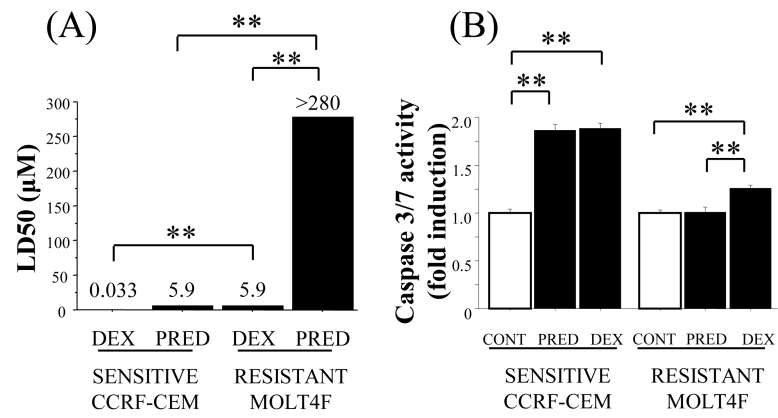 (A)
**
**
>280
300
250
200
150
100
50
25
0
LD50 (μM)
**
0.033
5.9
5.9
DEX
PRED
DEX
PRED
SENSITIVE
CCRF-CEM
RESISTANT
MOLT4F
(B)
**
**
**
**
2.0
1.0
0.5
0
Caspase 3/7 activity
(fold induction)
CONT
PRED
DEX
CONT
PRED
DEX
SENSITIVE
CCRF-CEM
RESISTANT
MOLT4F